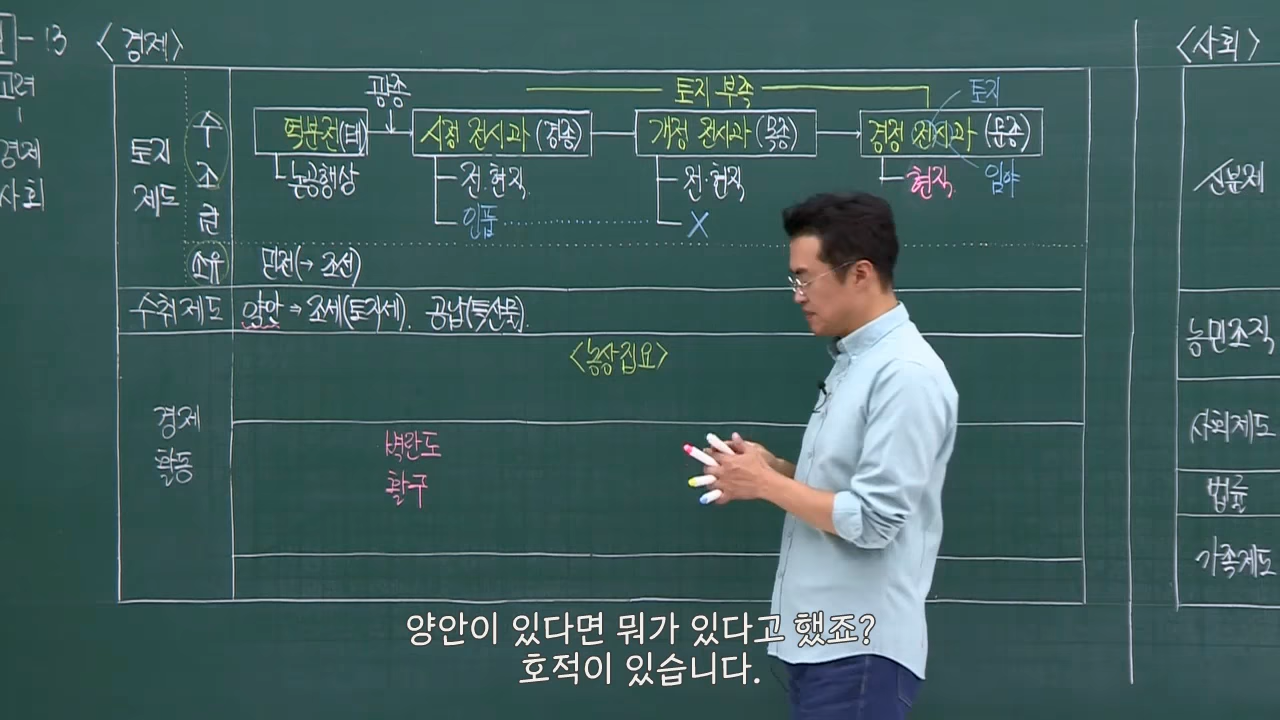 -13 〈경제〉
고려
경제
사회
광종
토지 부족
토지
역분전(태)
시정 전시과 (경종)
개정 전시과 (목종)
경정 전시과 (문종)
논공행상
전·현직
인품
전·현직
X
현직
임야
토지
제도
수
조
권
소유
민전(→ 조선)
수취제도
양안 → 조세(토지세). 공납(특산물).
경제
활동
〈농상집요〉
벽란도
활구
〈사회〉
신분제
농민조직
사회제도
법률
가족제도
양안이 있다면 뭐가 있다고 했죠?
호적이 있습니다.